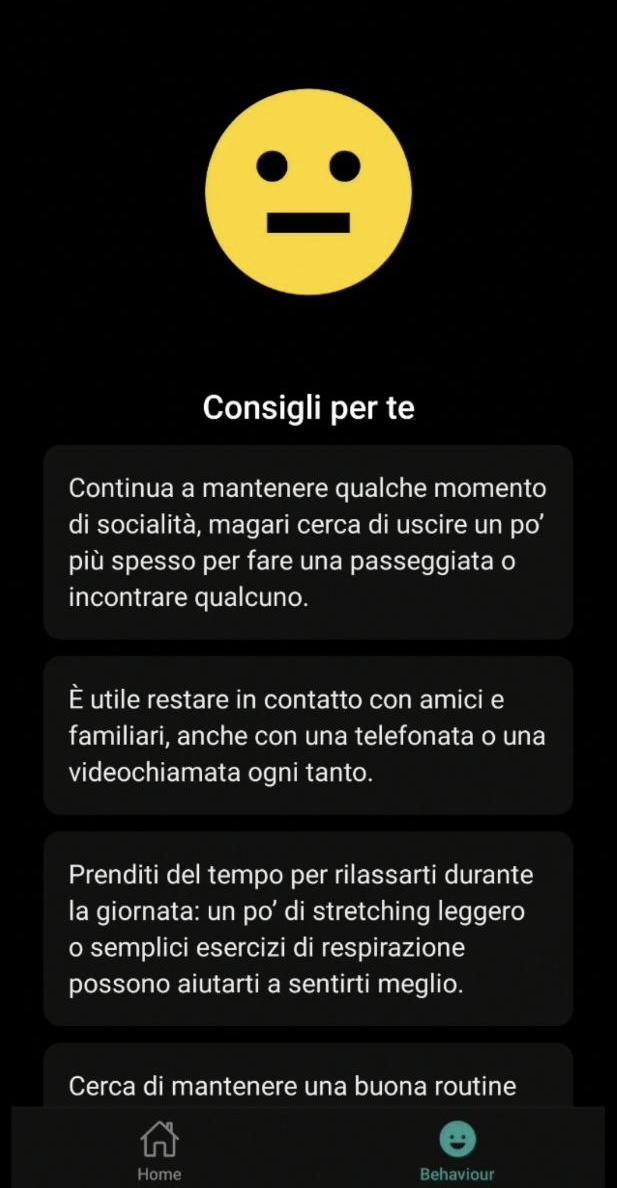 Consigli per te
Continua a mantenere qualche momento
di socialità, magari cerca di uscire un po’
più spesso per fare una passeggiata o
incontrare qualcuno.
È utile restare in contatto con amici e
familiari, anche con una telefonata o una
videochiamata ogni tanto.
Prenditi del tempo per rilassarti durante
la giornata: un po’ di stretching leggero
o semplici esercizi di respirazione
possono aiutarti a sentirti meglio.
Cerca di mantenere una buona routine
Home
Behaviour